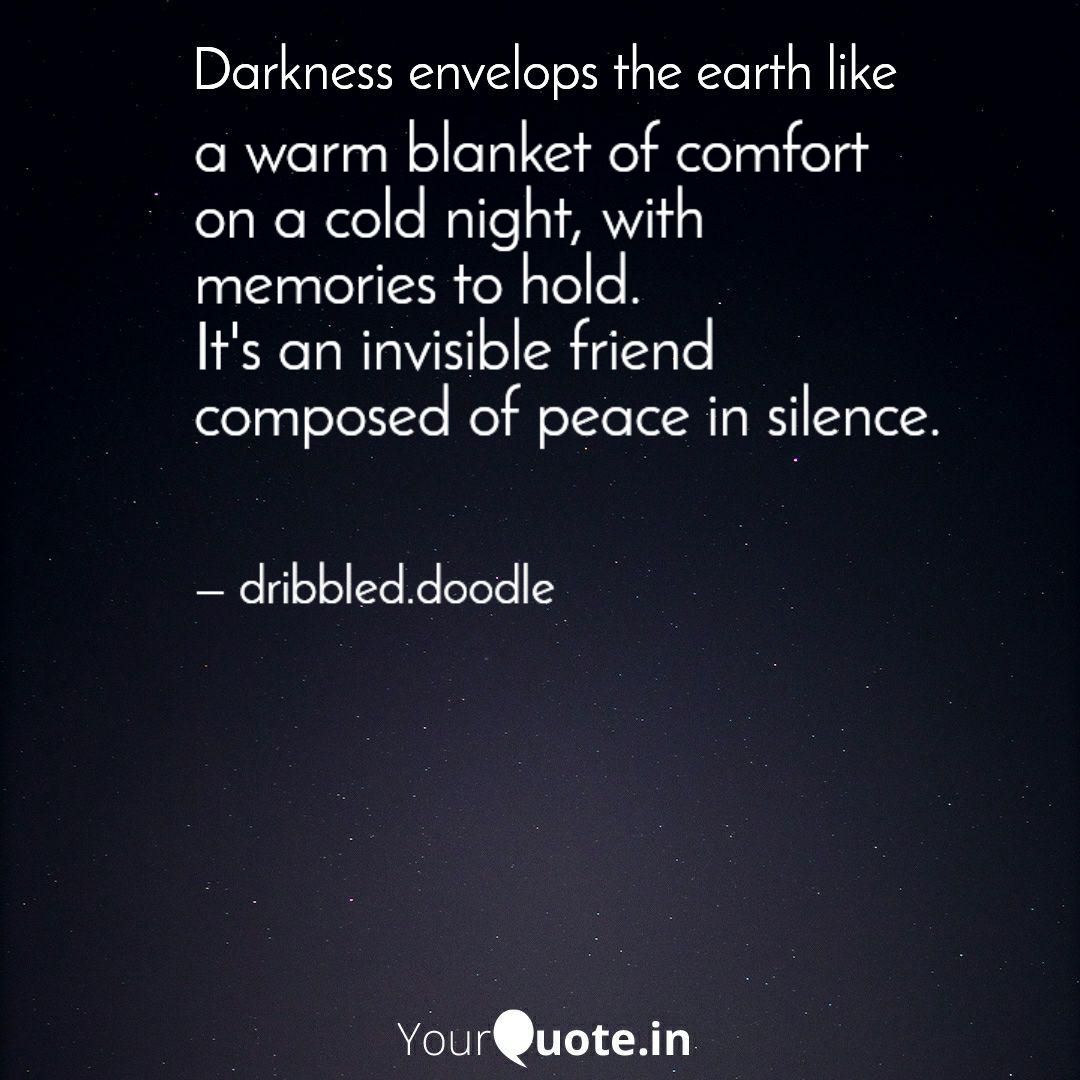 Darkness envelops the earth like
a warm blanket of comfort
on a cold night, with
memories to hold.
It's an invisible friend
composed of peace in silence.
– dribbled.doodle
YourQuote.in